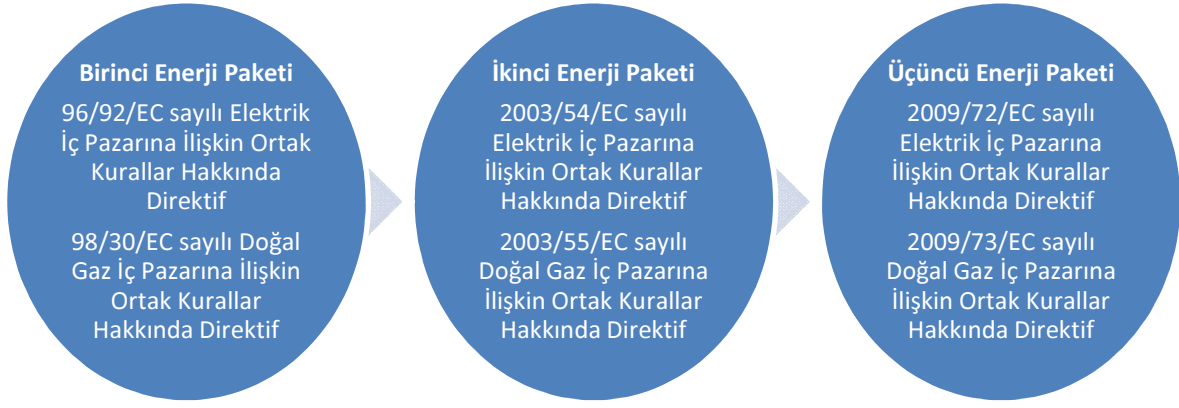 Birinci Enerji Paketi
96/92/EC sayılı Elektrik
İç Pazarına İlişkin Ortak
Kurallar Hakkında
Direktif
98/30/EC sayılı Doğal
Gaz İç Pazarına İlişkin
Ortak Kurallar
Hakkında Direktif
İkinci Enerji Paketi
2003/54/EC sayılı
Elektrik İç Pazarına
İlişkin Ortak Kurallar
Hakkında Direktif
2003/55/EC sayılı
Doğal Gaz İç Pazarına
İlişkin Ortak Kurallar
Hakkında Direktif
Üçüncü Enerji Paketi
2009/72/EC sayılı
Elektrik İç Pazarına
İlişkin Ortak Kurallar
Hakkında Direktif
2009/73/EC sayılı
Doğal Gaz İç Pazarına
İlişkin Ortak Kurallar
Hakkında Direktif